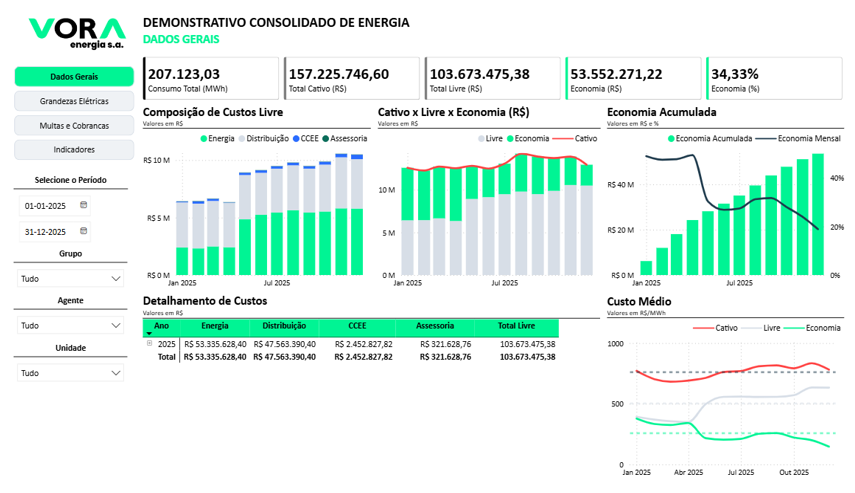 VORA
energia s.a.
DEMONSTRATIVO CONSOLIDADO DE ENERGIA
DADOS GERAIS
Dados Gerais
Grandezas Elétricas
Multas e Cobrancas
Indicadores
Selecione o Período
01-01-2025
31-12-2025
Grupo
Tudo
Agente
Tudo
Unidade
Tudo
207.123,03
Consumo Total (MWh)
157.225.746,60
Total Cativo (R$)
103.673.475,38
Total Livre (R$)
53.552.271,22
Economia (R$)
34,33%
Economia (%)
Composição de Custos Livre
Valores em R$
Energia Distribuição CCEE Assessoria
R$ 10 M
R$ 5 M
R$ 0 M
Jan 2025 Jul 2025
Cativo x Livre x Economia (R$)
Valores em R$
Livre Economia Cativo
10 M
5 M
0 M
Jan 2025 Jul 2025
Economia Acumulada
Valores em R$ e %
Economia Acumulada Economia Mensal
R$ 40 M
R$ 20 M
R$ 0 M
40%
20%
0%
Jan 2025 Jul 2025
Detalhamento de Custos
Valores em R$
Ano Energia Distribuição CCEE Assessoria Total Livre
2025 R$ 53.335.628,40 R$ 47.563.390,40 R$ 2.452.827,82 R$ 321.628,76 103.673.475,38
Total R$ 53.335.628,40 R$ 47.563.390,40 R$ 2.452.827,82 R$ 321.628,76 103.673.475,38
Custo Médio
Valores em R$/MWh
Cativo Livre Economia
1000
500
0
Jan 2025 Abr 2025 Jul 2025 Out 2025